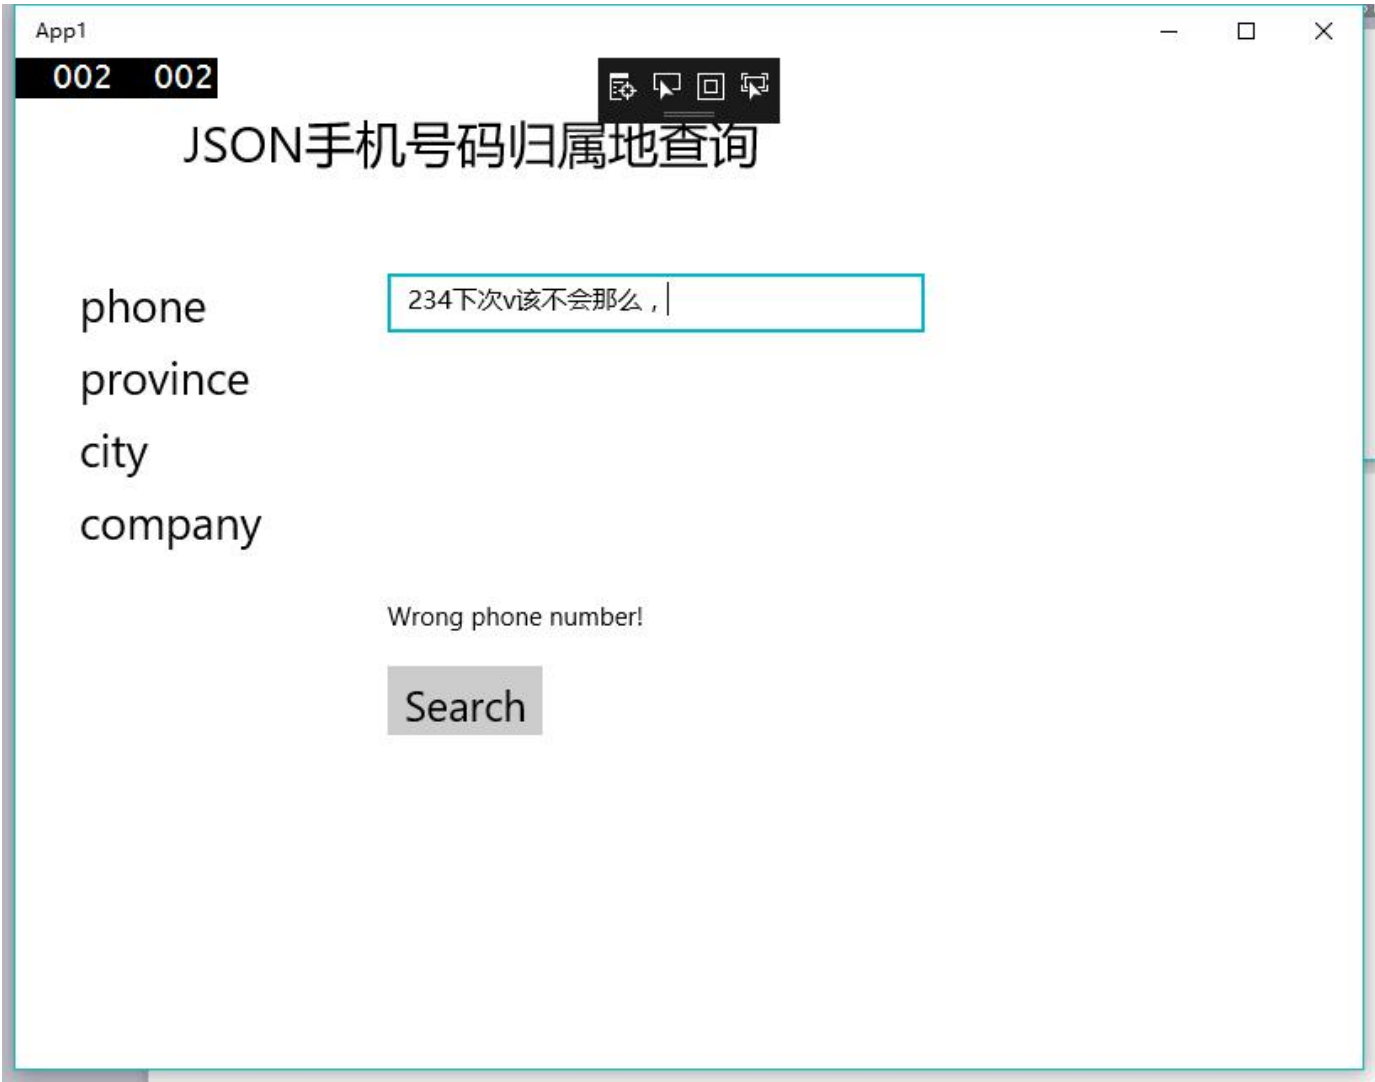 App1
002 002
JSON手机号码归属地查询
phone
234下次v该不会那么，
province
city
company
Wrong phone number!
Search